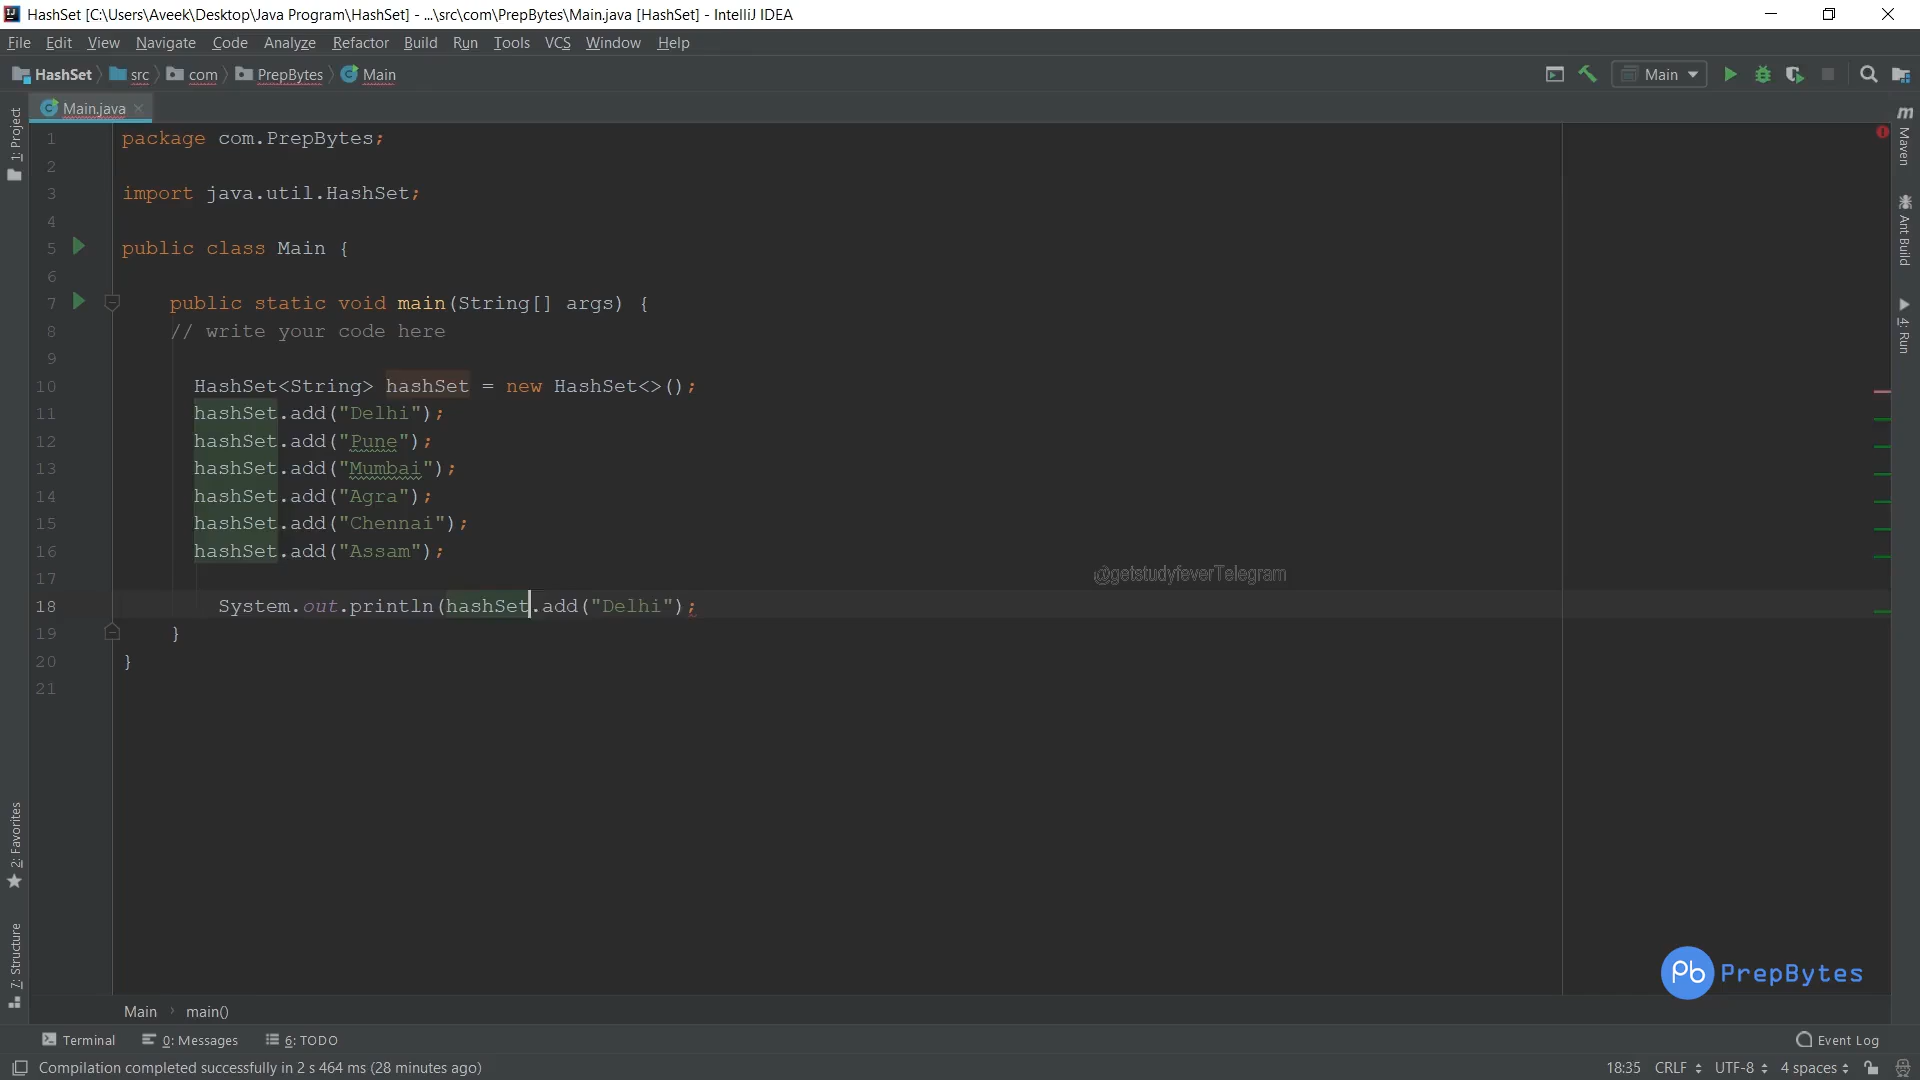 HashSet [C:\Users\Aveek\Desktop\Java Program\HashSet] - ...\src\com\PrepBytes\Main.java [HashSet] - IntelliJ IDEA
File Edit View Navigate Code Analyze Refactor Build Run Tools VCS Window Help
HashSet src com PrepBytes Main Main
Main.java
1: Project
1 package com.PrepBytes;
2
3 import java.util.HashSet;
4
5 public class Main {
6
7 public static void main(String[] args) {
8 // write your code here
9
10 HashSet<String> hashSet = new HashSet<>();
11 hashSet.add("Delhi");
12 hashSet.add("Pune");
13 hashSet.add("Mumbai");
14 hashSet.add("Agra");
15 hashSet.add("Chennai");
16 hashSet.add("Assam");
17
18 System.out.println(hashSet.add("Delhi");
19 }
20 }
21
@getstudyfeverTelegram
m Maven
Ant Build
4: Run
2: Favorites
7: Structure
Pb PrepBytes
Main main()
Terminal 0: Messages 6: TODO Event Log
Compilation completed successfully in 2 s 464 ms (28 minutes ago) 18:35 CRLF UTF-8 4 spaces